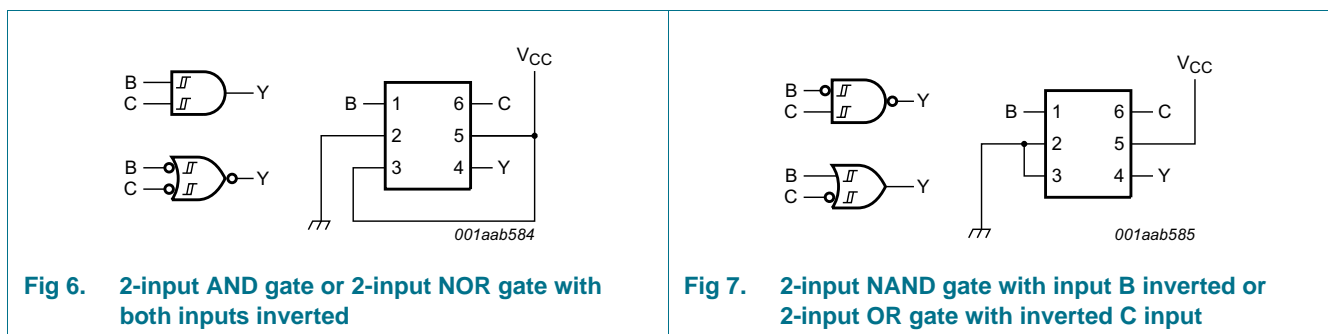 B
C
Y
B
C
Y
VCC
B
1
6
C
2
5
3
4
Y
001aab584
Fig 6. 2-input AND gate or 2-input NOR gate with
both inputs inverted
B
C
Y
B
C
Y
VCC
B
1
6
C
2
5
3
4
Y
001aab585
Fig 7. 2-input NAND gate with input B inverted or
2-input OR gate with inverted C input